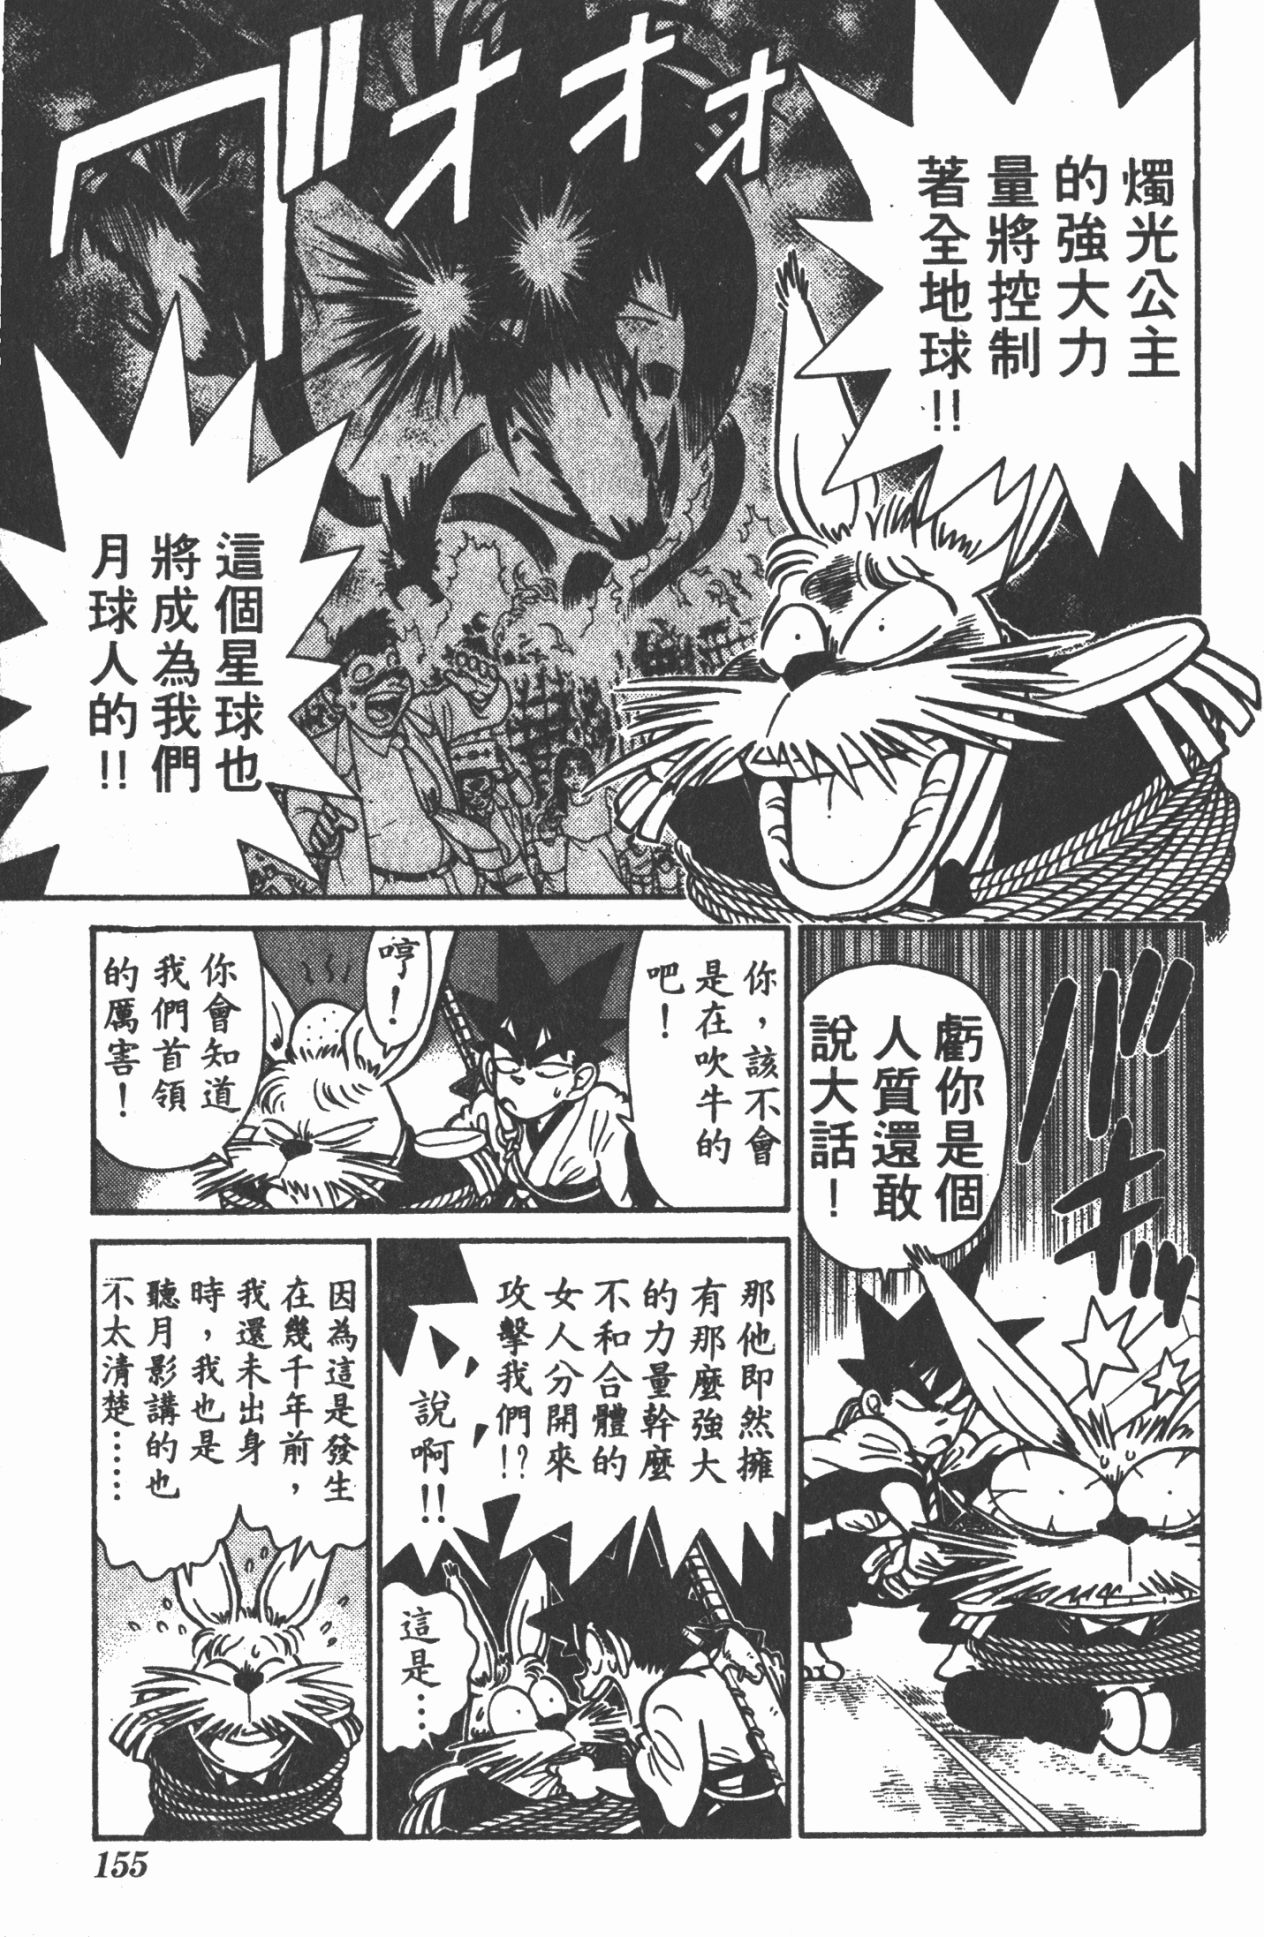 燭光公主
的強大力
量將控制
著全地球!!
ゴオオオ
這個星球也
將成為我們
月球人的!!
虧你是個
人質還敢
說大話！
你，該不會
是在吹牛的
吧！
哼！
你會知道
我們首領
的厲害！
那他即然擁
有那麼強大
的力量幹麼
不和合體的
女人分開來
攻擊我們!?
說啊!!
這是…
因為這是發生
在幾千年前，
我還未出身
時，我也是
聽月影講的也
不太清楚……
155